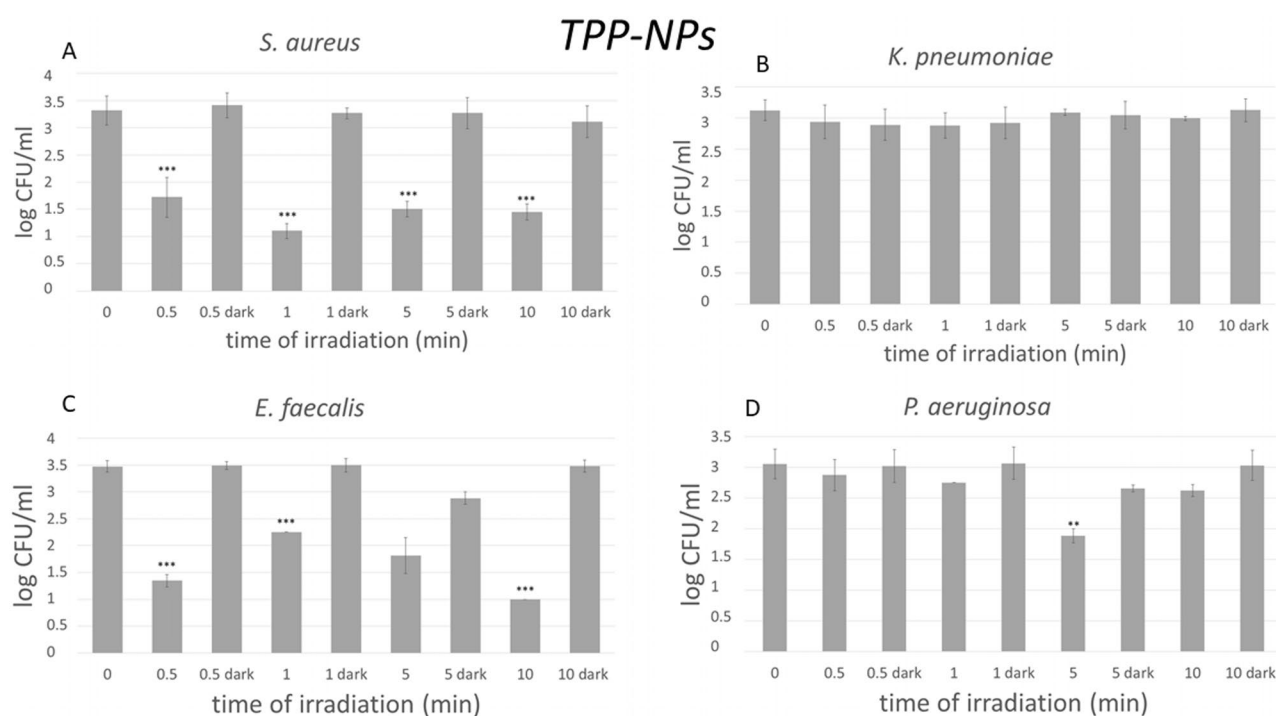 TPP-NPs
A
S. aureus
4
3.5
3
2.5
2
1.5
1
0.5
0
log CFU/ml
***
***
***
***
0 0.5 0.5 dark 1 1 dark 5 5 dark 10 10 dark
time of irradiation (min)
B
K. pneumoniae
3.5
3
2.5
2
1.5
1
0.5
0
log CFU/ml
0 0.5 0.5 dark 1 1 dark 5 5 dark 10 10 dark
time of irradiation (min)
C
E. faecalis
4
3.5
3
2.5
2
1.5
1
0.5
0
log CFU/ml
***
***
***
0 0.5 0.5 dark 1 1 dark 5 5 dark 10 10 dark
time of irradiation (min)
D
P. aeruginosa
3.5
3
2.5
2
1.5
1
0.5
0
log CFU/ml
**
0 0.5 0.5 dark 1 1 dark 5 5 dark 10 10 dark
time of irradiation (min)